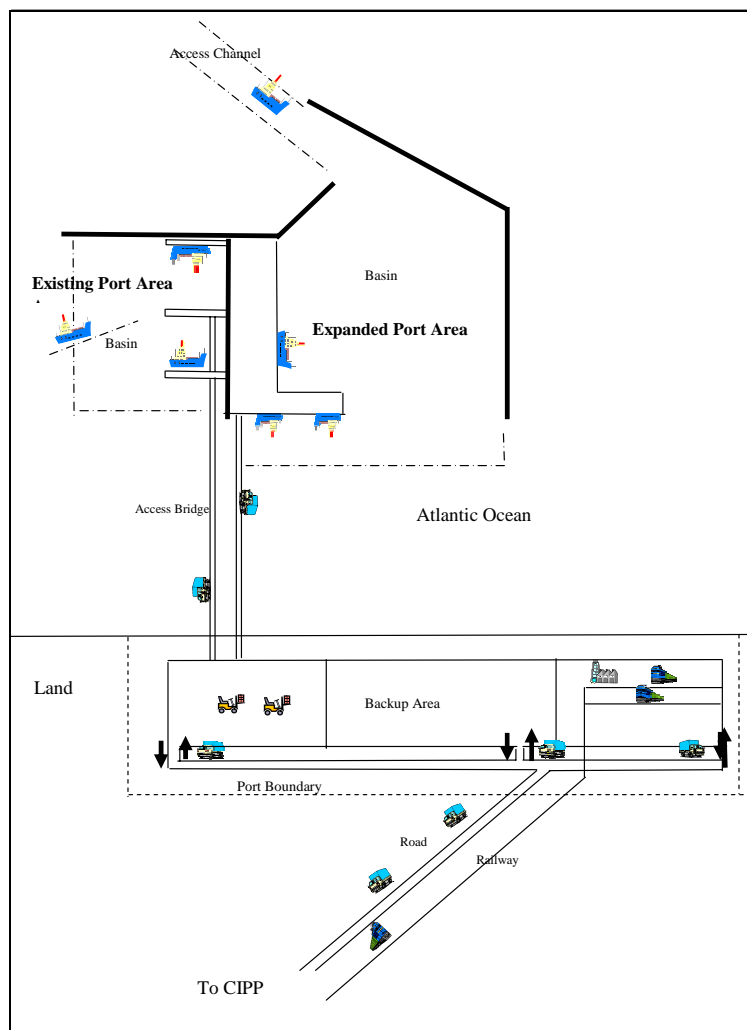 Access Channel
Basin
Existing Port Area
Expanded Port Area
Basin
Access Bridge
Atlantic Ocean
Land
Backup Area
Port Boundary
Road
Railway
To CIPP